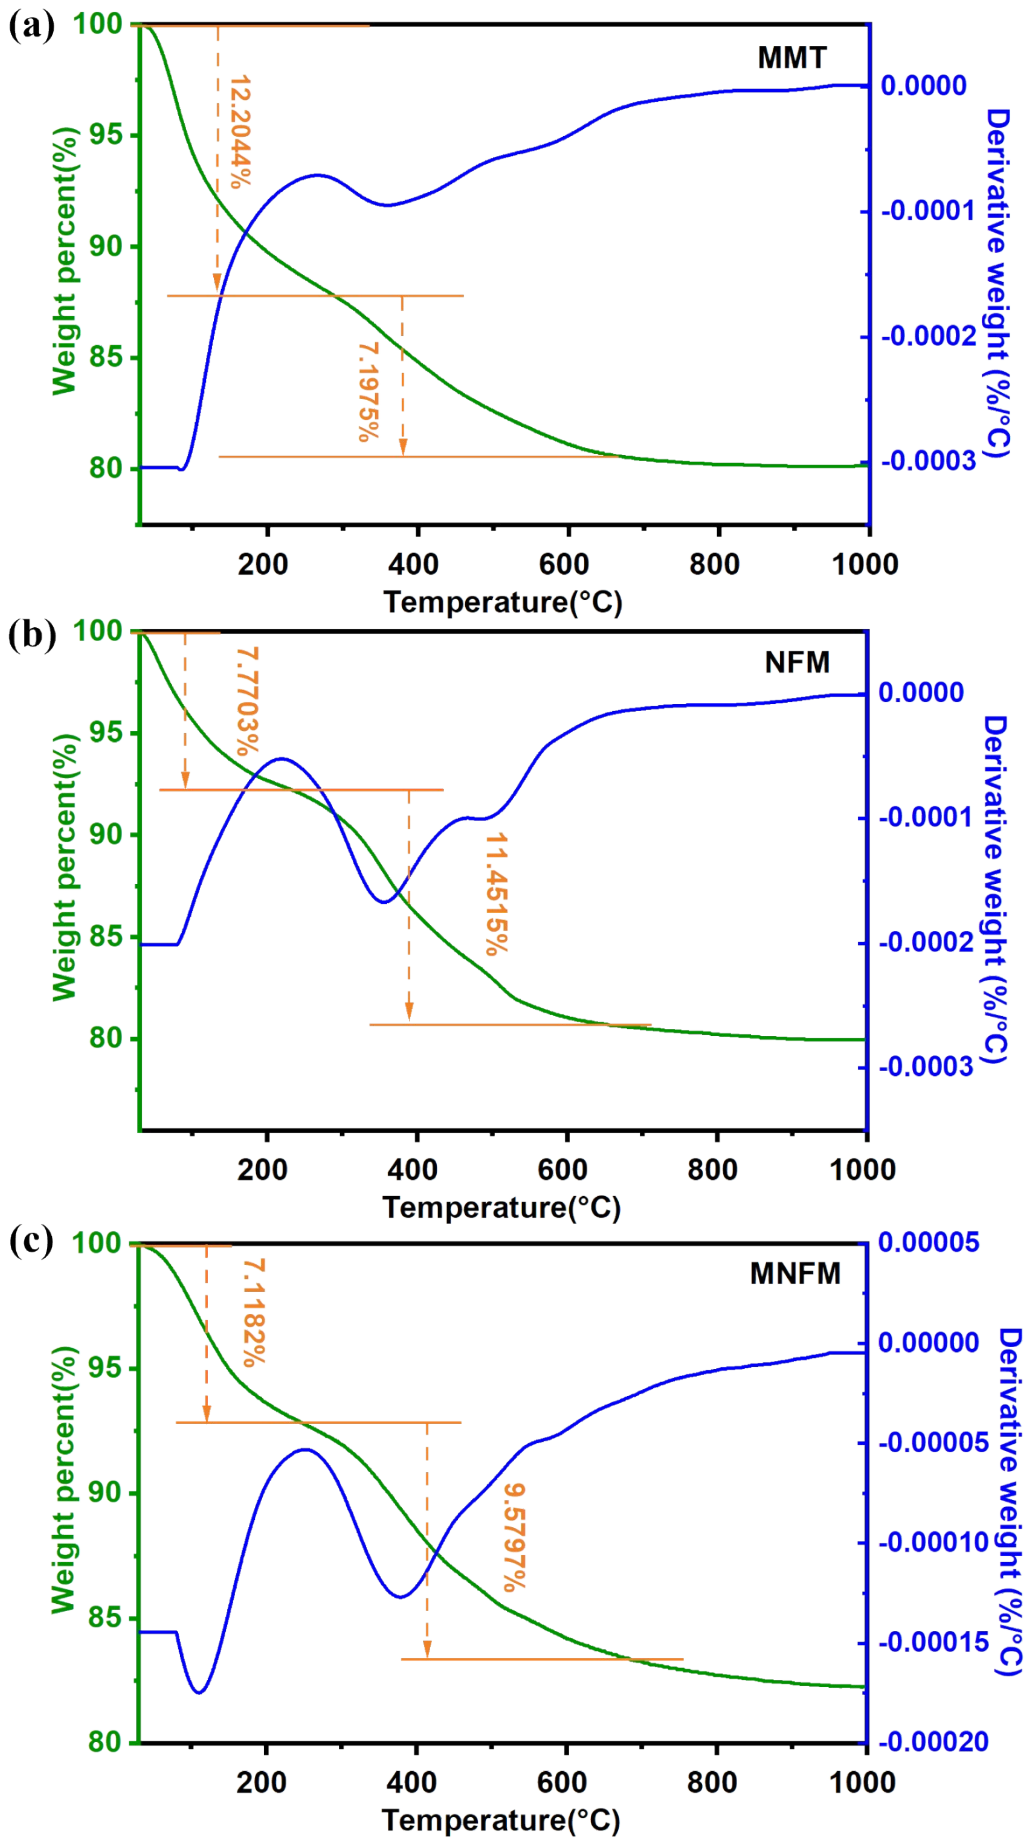 (a)
MMT
100
95
90
85
80
Weight percent(%)
12.2044%
7.1975%
0.0000
-0.0001
-0.0002
-0.0003
Derivative weight (%/°C)
200 400 600 800 1000
Temperature(°C)
(b)
NFM
100
95
90
85
80
Weight percent(%)
7.7703%
11.4515%
0.0000
-0.0001
-0.0002
-0.0003
Derivative weight (%/°C)
200 400 600 800 1000
Temperature(°C)
(c)
MNFM
100
95
90
85
80
Weight percent(%)
7.1182%
9.5797%
0.00005
0.00000
-0.00005
-0.00010
-0.00015
-0.00020
Derivative weight (%/°C)
200 400 600 800 1000
Temperature(°C)